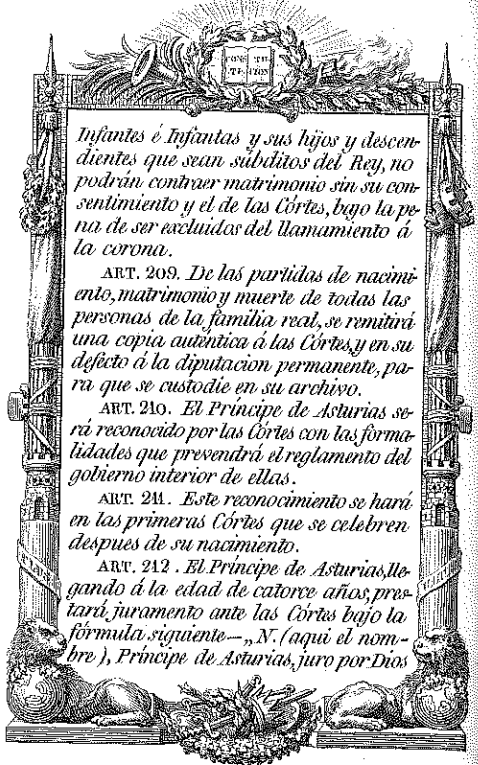 CONS TI-
TU- CION
Infantes é Infantas y sus hijos y descen-
dientes que sean súbditos del Rey, no
podrán contraer matrimonio sin su con-
sentimiento y el de las Córtes, bajo la pe-
na de ser excluidos del llamamiento á
la corona.
ART. 209. De las partidas de nacimi-
ento, matrimonio y muerte de todas las
personas de la familia real, se remitirá
una copia auténtica á las Córtes, y en su
defecto á la diputacion permanente, pa-
ra que se custodie en su archivo.
ART. 210. El Príncipe de Asturias se-
rá reconocido por las Córtes con las forma-
lidades que prevendrá el reglamento del
gobierno interior de ellas.
ART. 211. Este reconocimiento se hará
en las primeras Córtes que se celebren
despues de su nacimiento.
ART. 212. El Príncipe de Asturias, lle-
gando á la edad de catorce años, pres-
tará juramento ante las Córtes bajo la
fórmula siguiente—„N. (aqui el nom-
bre), Príncipe de Asturias, juro por Dios
PLUS